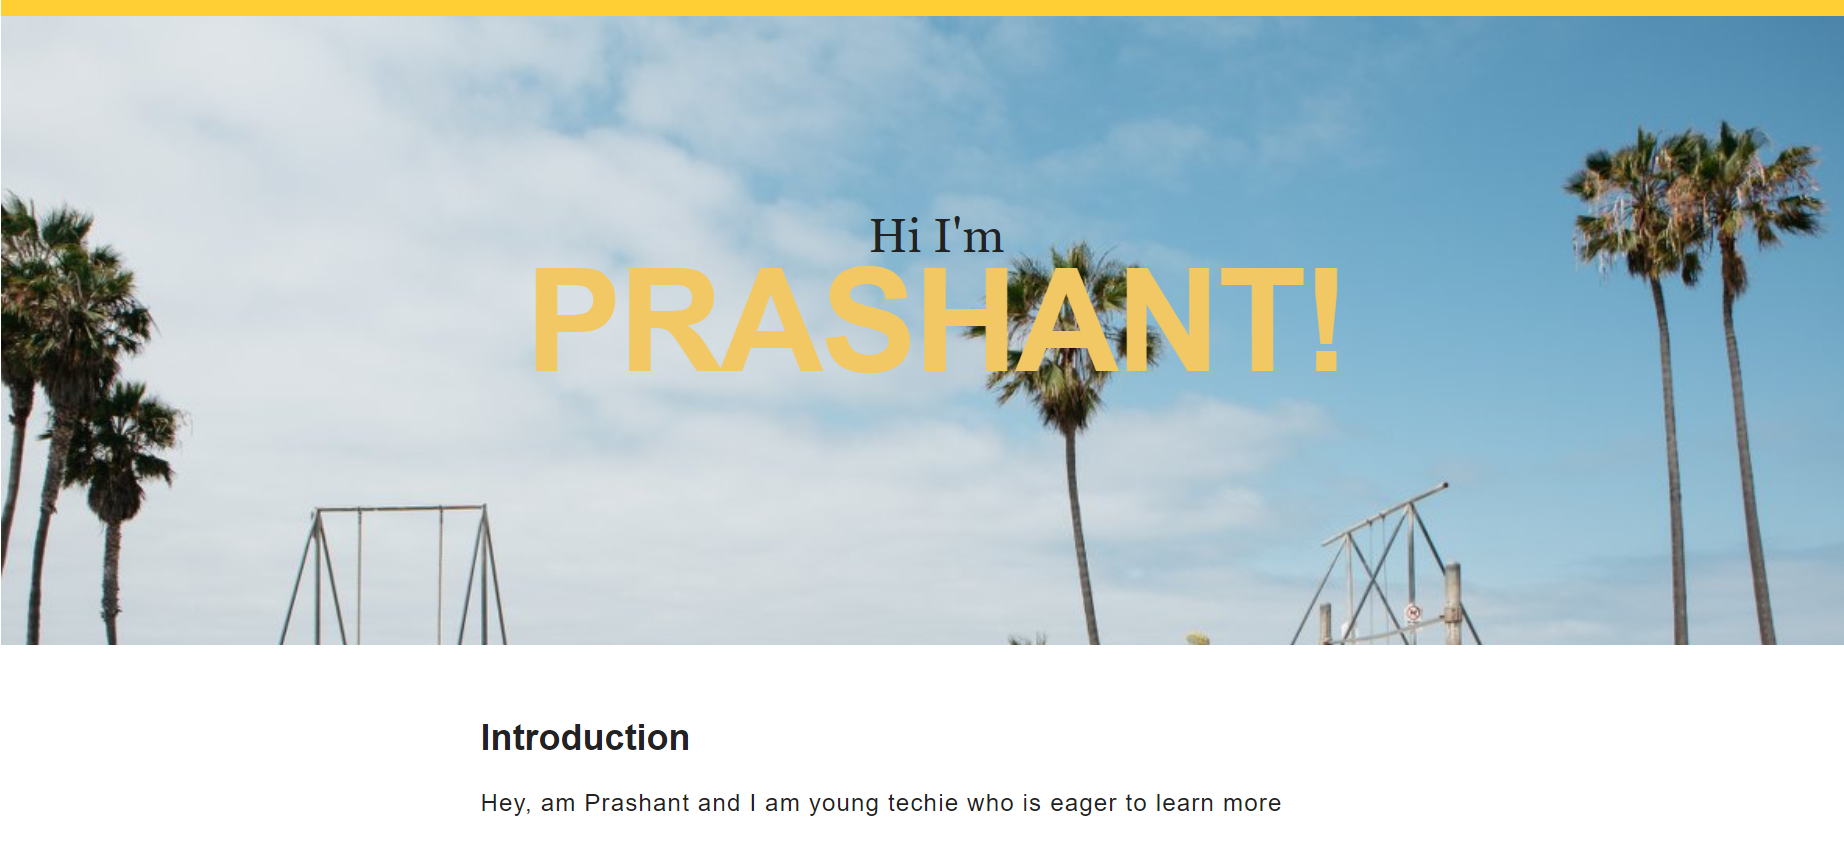 Hi I'm
PRASHANT!
Introduction
Hey, am Prashant and I am young techie who is eager to learn more